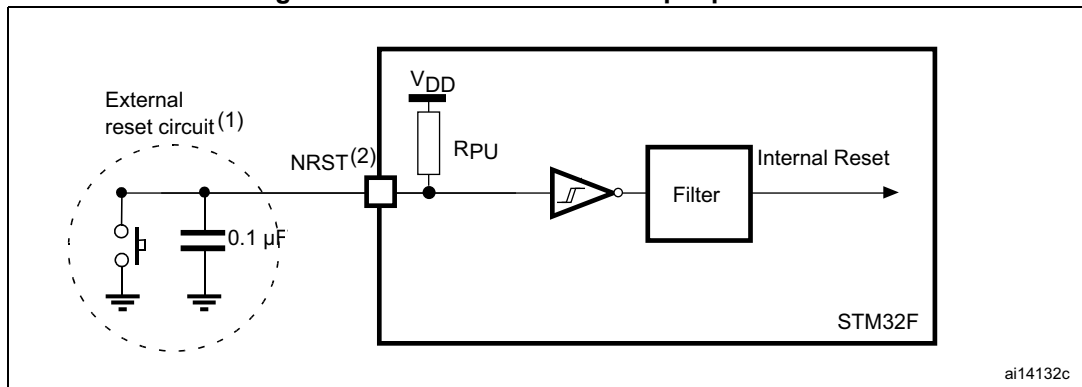 External
reset circuit(1)
NRST(2)
VDD
RPU
0.1 µF
Filter
Internal Reset
STM32F
ai14132c